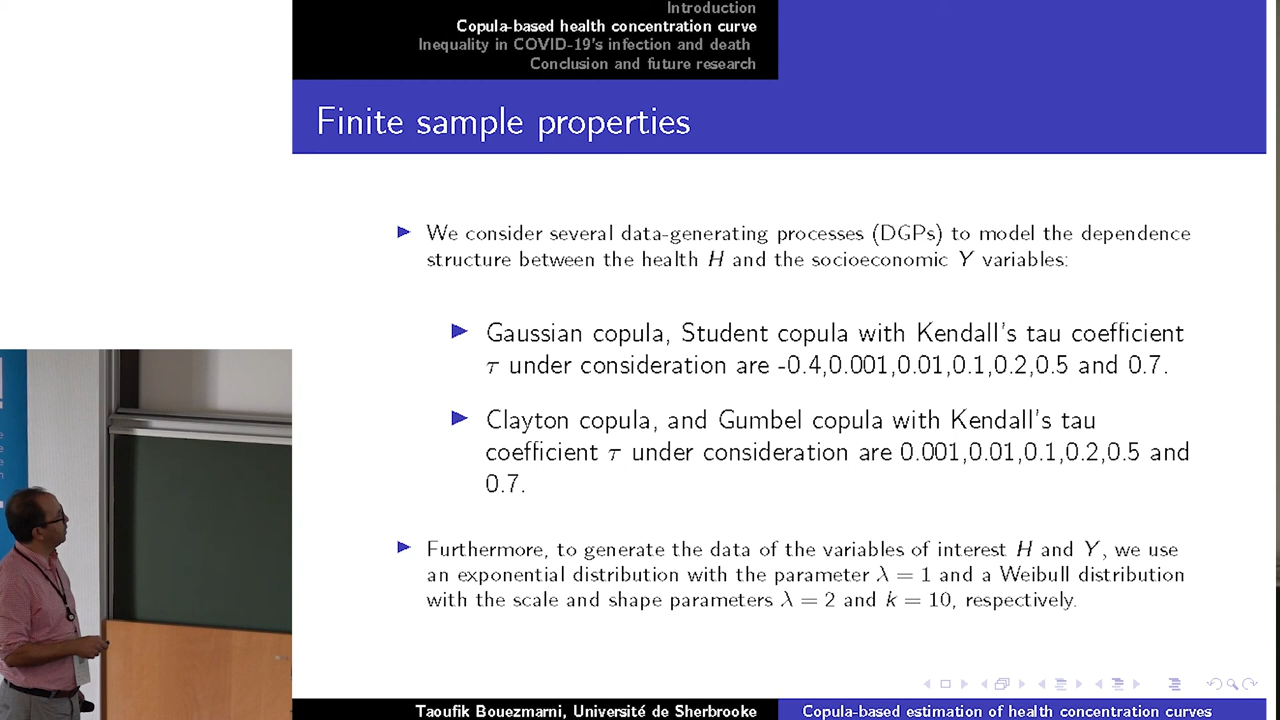 Introduction
Copula-based health concentration curve
Inequality in COVID-19's infection and death
Conclusion and future research
Finite sample properties
We consider several data-generating processes (DGPs) to model the dependence
structure between the health H and the socioeconomic Y variables:
Gaussian copula, Student copula with Kendall's tau coefficient
τ under consideration are -0.4,0.001,0.01,0.1,0.2,0.5 and 0.7.
Clayton copula, and Gumbel copula with Kendall's tau
coefficient τ under consideration are 0.001,0.01,0.1,0.2,0.5 and
0.7.
Furthermore, to generate the data of the variables of interest H and Y, we use
an exponential distribution with the parameter λ = 1 and a Weibull distribution
with the scale and shape parameters λ = 2 and k = 10, respectively.
Taoufik Bouezmarni, Université de Sherbrooke
Copula-based estimation of health concentration curves